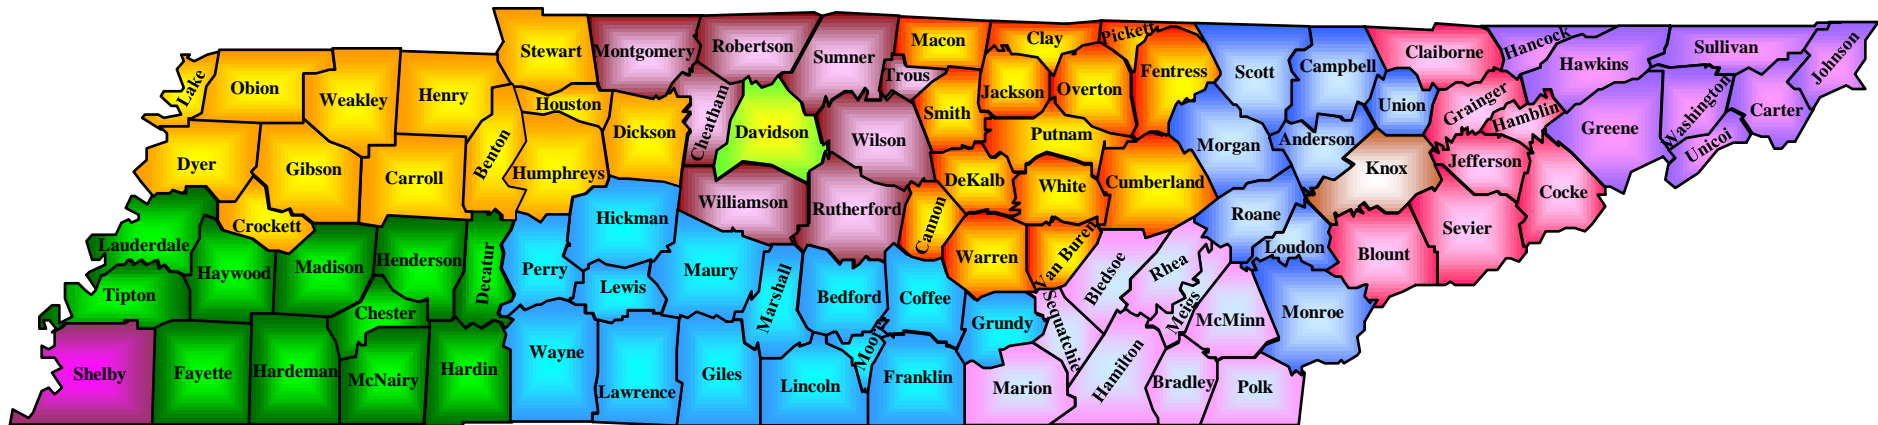 Stewart
Montgomery
Robertson
Sumner
Macon
Clay
Pickett
Fentress
Scott
Campbell
Claiborne
Hancock
Hawkins
Sullivan
Johnson
Lake
Obion
Weakley
Henry
Houston
Dickson
Cheatham
Davidson
Trous
Wilson
Smith
Jackson
Overton
Putnam
Morgan
Anderson
Union
Grainger
Hamblin
Greene
Washington
Unicoi
Carter
Dyer
Gibson
Carroll
Benton
Humphreys
Hickman
Williamson
Rutherford
Cannon
DeKalb
White
Cumberland
Roane
Loudon
Knox
Jefferson
Cocke
Sevier
Blount
Crockett
Lauderdale
Haywood
Madison
Henderson
Decatur
Perry
Lewis
Maury
Marshall
Bedford
Coffee
Warren
Van Buren
Bledsoe
Rhea
Meigs
McMinn
Monroe
Tipton
Chester
Grundy
Sequatchie
Moore
Shelby
Fayette
Hardeman
McNairy
Hardin
Wayne
Lawrence
Giles
Lincoln
Franklin
Marion
Hamilton
Bradley
Polk